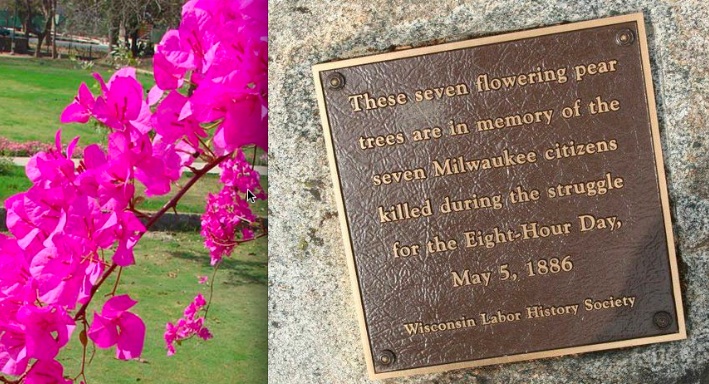 These seven flowering pear
trees are in memory of the
seven Milwaukee citizens
killed during the struggle
for the Eight-Hour Day,
May 5, 1886
Wisconsin Labor History Society